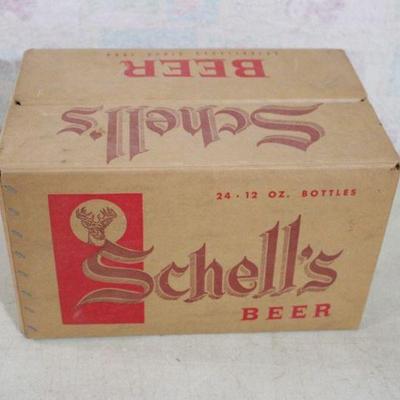 BEER
Schell's
24 - 12 OZ. BOTTLES
Schell's
BEER